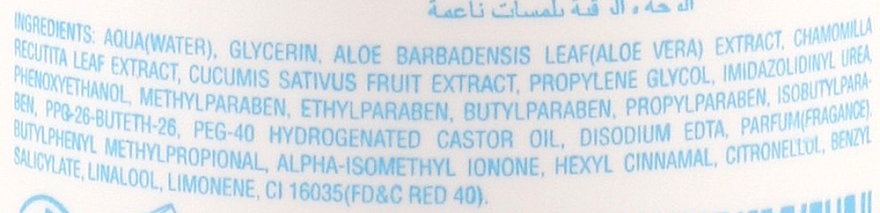 الوجه والرقبة بلمسات ناعمة
INGREDIENTS: AQUA(WATER), GLYCERIN, ALOE BARBADENSIS LEAF(ALOE VERA) EXTRACT, CHAMOMILLA
RECUTITA LEAF EXTRACT, CUCUMIS SATIVUS FRUIT EXTRACT, PROPYLENE GLYCOL, IMIDAZOLIDINYL UREA,
PHENOXYETHANOL, METHYLPARABEN, ETHYLPARABEN, BUTYLPARABEN, PROPYLPARABEN, ISOBUTYLPARA-
BEN, PPG-26-BUTETH-26, PEG-40 HYDROGENATED CASTOR OIL, DISODIUM EDTA, PARFUM(FRAGANCE),
BUTYLPHENYL METHYLPROPIONAL, ALPHA-ISOMETHYL IONONE, HEXYL CINNAMAL, CITRONELLOL, BENZYL
SALICYLATE, LINALOOL, LIMONENE, CI 16035(FD&C RED 40).